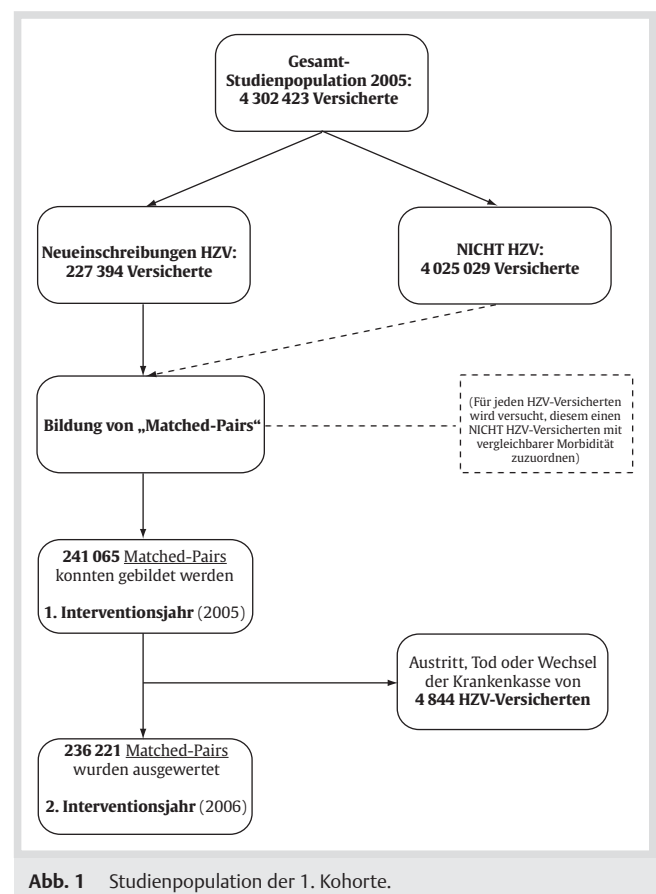 Gesamt-
Studienpopulation 2005:
4 302 423 Versicherte
Neueinschreibungen HZV:
227 394 Versicherte
NICHT HZV:
4 025 029 Versicherte
Bildung von „Matched-Pairs“
(Für jeden HZV-Versicherten
wird versucht, diesem einen
NICHT HZV-Versicherten mit
vergleichbarer Morbidität
zuzuordnen)
241 065 Matched-Pairs
konnten gebildet werden
1. Interventionsjahr (2005)
Austritt, Tod oder Wechsel
der Krankenkasse von
4 844 HZV-Versicherten
236 221 Matched-Pairs
wurden ausgewertet
2. Interventionsjahr (2006)
Abb. 1 Studienpopulation der 1. Kohorte.